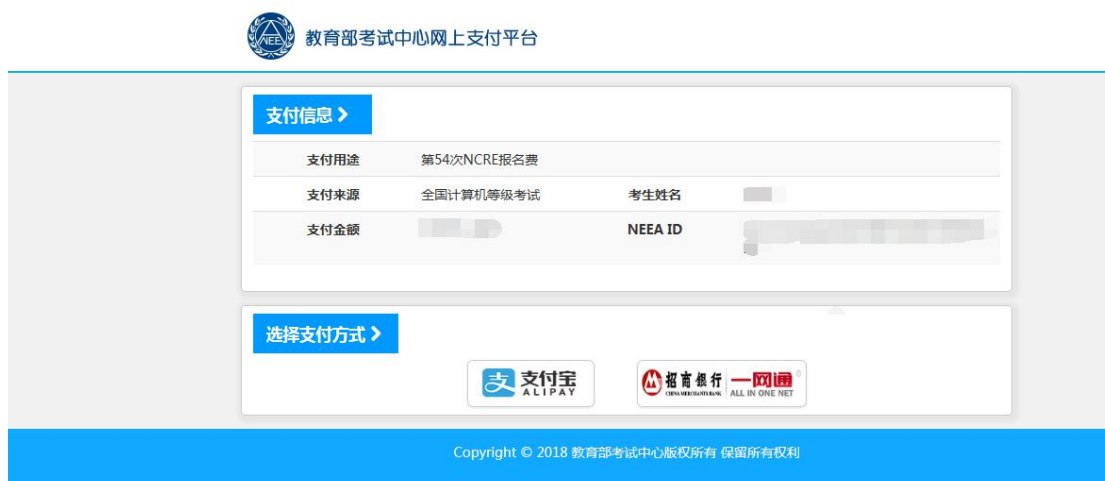 NEE
教育部考试中心网上支付平台
支付信息
支付用途 第54次NCRE报名费
支付来源 全国计算机等级考试 考生姓名
支付金额 NEEA ID
选择支付方式
支 支付宝
ALIPAY
招商银行 一网通
CHINA MERCHANTS BANK ALL IN ONE NET
Copyright © 2018 教育部考试中心版权所有 保留所有权利